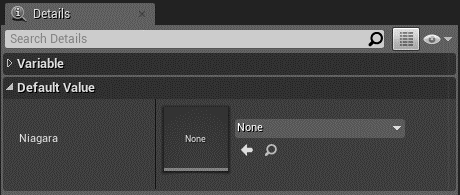 Details
Search Details
Variable
Default Value
Niagara
None
None